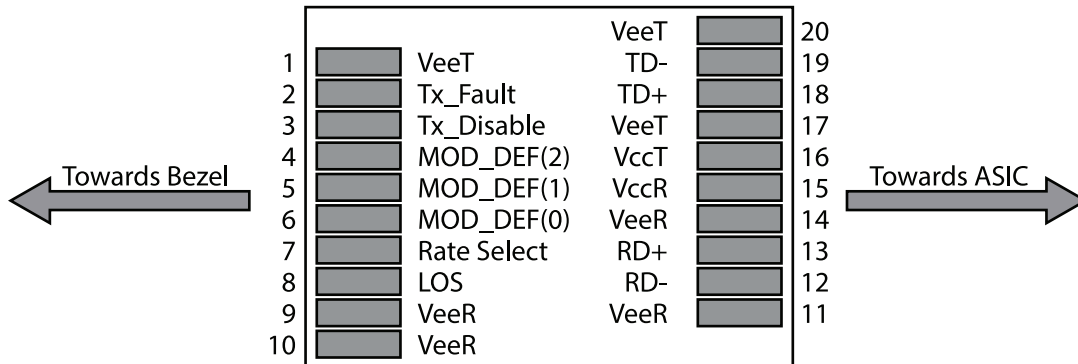 VeeT 20
1 VeeT TD- 19
2 Tx_Fault TD+ 18
3 Tx_Disable VeeT 17
4 MOD_DEF(2) VccT 16
Towards Bezel
5 MOD_DEF(1) VccR 15
Towards ASIC
6 MOD_DEF(0) VeeR 14
7 Rate Select RD+ 13
8 LOS RD- 12
9 VeeR VeeR 11
10 VeeR